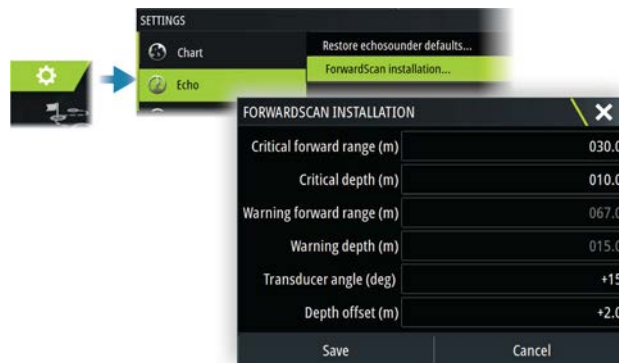 SETTINGS
Chart
Restore echosounder defaults...
Echo
ForwardScan installation...
FORWARDSCAN INSTALLATION
Critical forward range (m) 030.0
Critical depth (m) 010.0
Warning forward range (m) 067.0
Warning depth (m) 015.0
Transducer angle (deg) +15
Depth offset (m) +2.0
Save Cancel